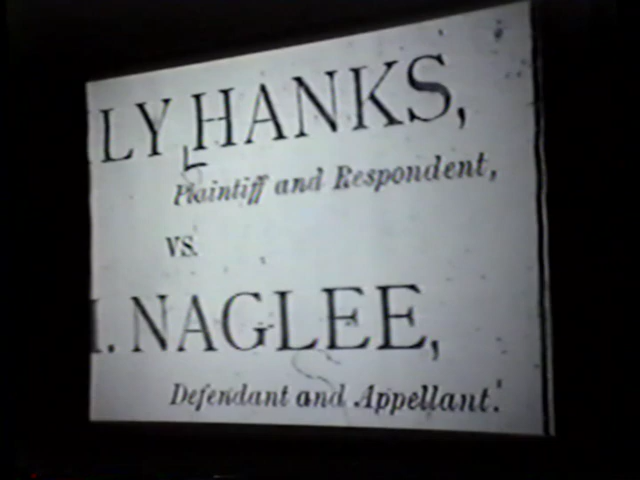 LY HANKS,
Plaintiff and Respondent,
vs.
. NAGLEE,
Defendant and Appellant.